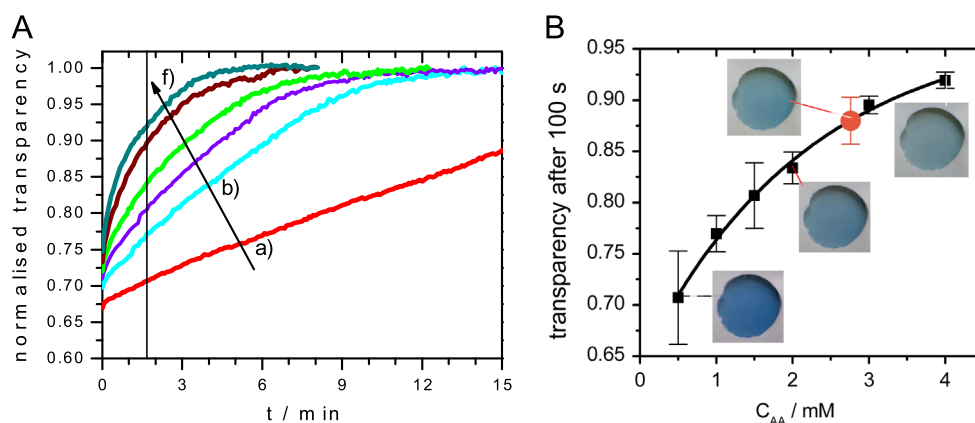 A
normalised transparency
1.00
0.95
0.90
0.85
0.80
0.75
0.70
0.65
0.60
f)
b)
a)
0 3 6 9 12 15
t / min
B
transparency after 100 s
0.95
0.90
0.85
0.80
0.75
0.70
0.65
0 1 2 3 4
C_AA / mM